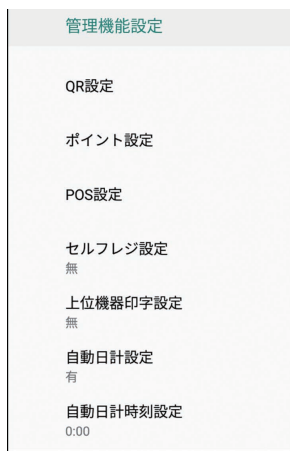 管理機能設定
QR設定
ポイント設定
POS設定
セルフレジ設定
無
上位機器印字設定
無
自動日計設定
有
自動日計時刻設定
0:00